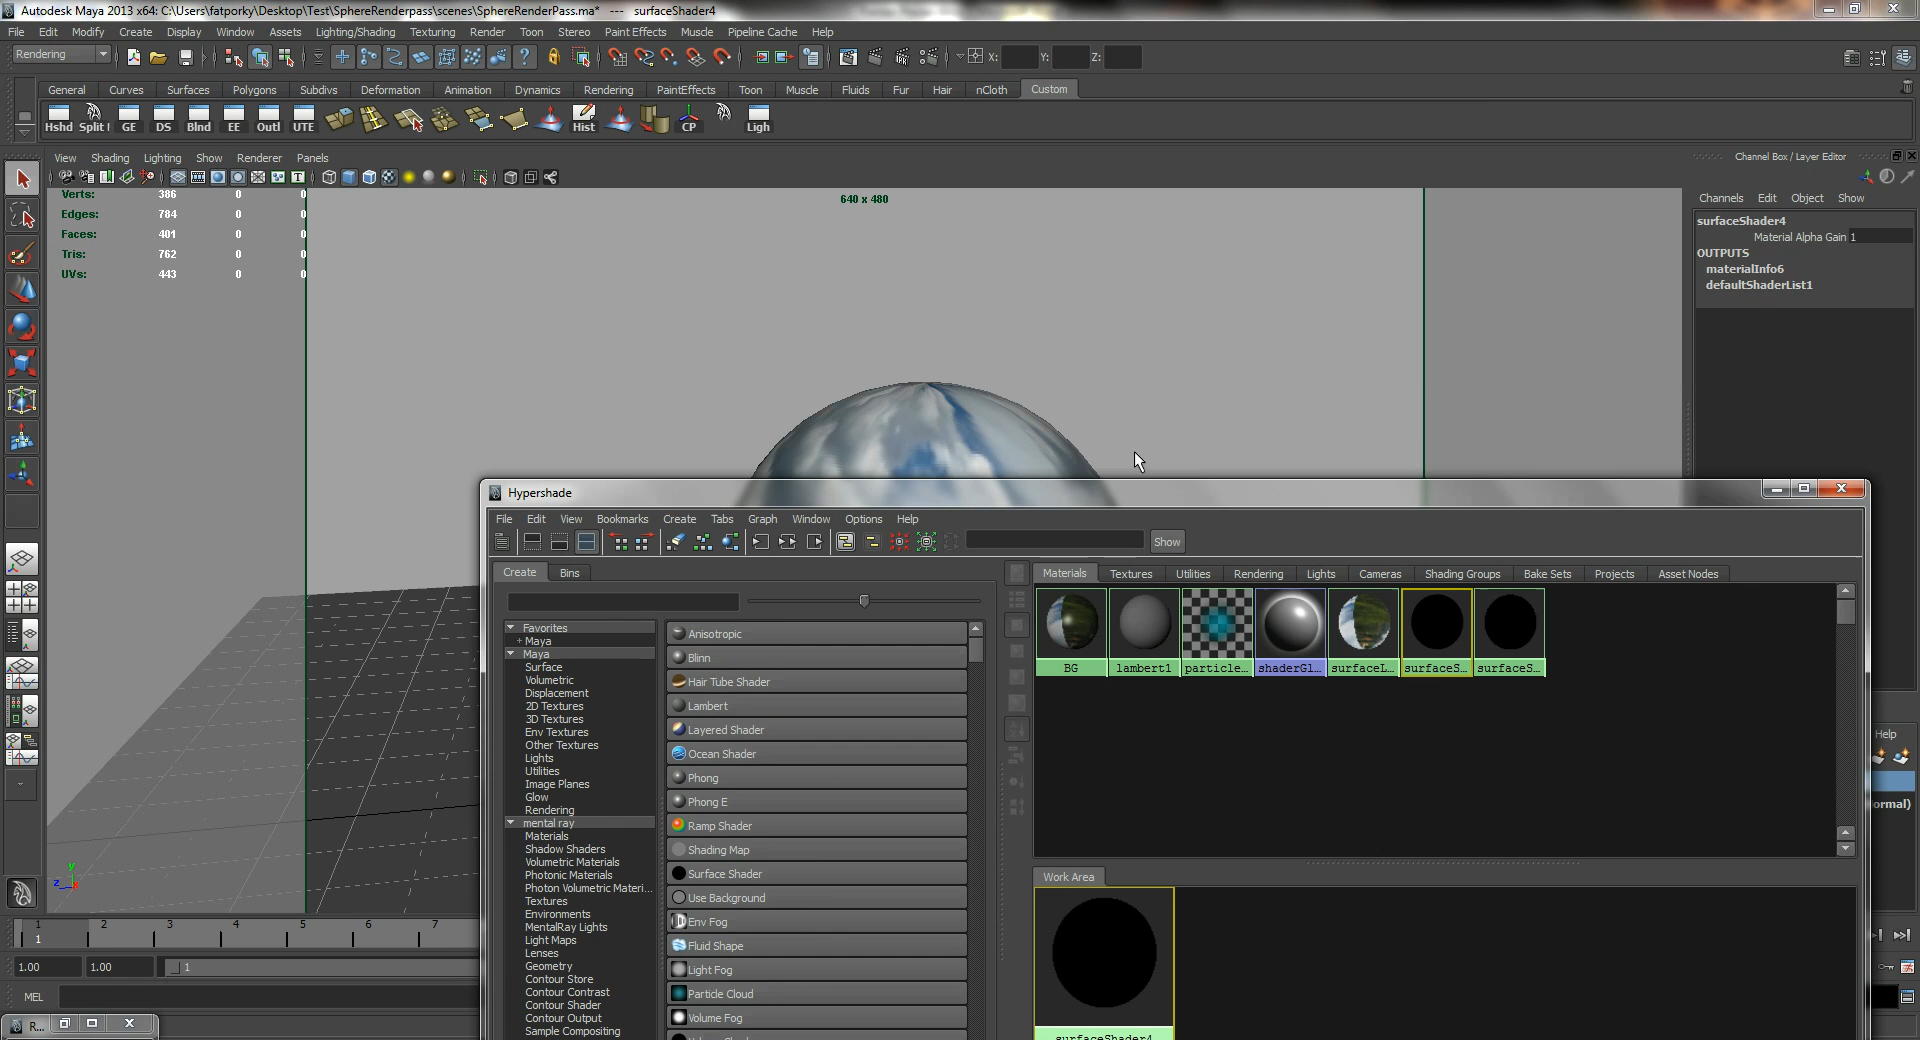 Autodesk Maya 2013 x64: C:\Users\fatporky\Desktop\Test\SphereRenderpass\scenes\SphereRenderPass.ma* --- surfaceShader4
File Edit Modify Create Display Window Assets Lighting/Shading Texturing Render Toon Stereo Paint Effects Muscle Pipeline Cache Help
Rendering X: Y: Z:
General Curves Surfaces Polygons Subdivs Deformation Animation Dynamics Rendering PaintEffects Toon Muscle Fluids Fur Hair nCloth Custom
Hshd Split GE DS Blnd EE Outl UTE Hist CP Ligh
View Shading Lighting Show Renderer Panels
Channel Box / Layer Editor
Channels Edit Object Show
Verts: 386 0 0
Edges: 784 0 0
Faces: 401 0 0
Tris: 762 0 0
UVs: 443 0 0
640 x 480
surfaceShader4
Material Alpha Gain 1
OUTPUTS
materialInfo6
defaultShaderList1
Hypershade
File Edit View Bookmarks Create Tabs Graph Window Options Help
Show
Create Bins
Favorites
+ Maya
Maya
Surface
Volumetric
Displacement
2D Textures
3D Textures
Env Textures
Other Textures
Lights
Utilities
Image Planes
Glow
Rendering
mental ray
Materials
Shadow Shaders
Volumetric Materials
Photonic Materials
Photon Volumetric Materi...
Textures
Environments
MentalRay Lights
Light Maps
Lenses
Geometry
Contour Store
Contour Contrast
Contour Shader
Contour Output
Sample Compositing
Anisotropic
Blinn
Hair Tube Shader
Lambert
Layered Shader
Ocean Shader
Phong
Phong E
Ramp Shader
Shading Map
Surface Shader
Use Background
Env Fog
Fluid Shape
Light Fog
Particle Cloud
Volume Fog
Materials Textures Utilities Rendering Lights Cameras Shading Groups Bake Sets Projects Asset Nodes
BG lambert1 particle... shaderGl... surfaceL... surfaceS... surfaceS...
Work Area
surfaceShader4
Help
ormal)
z y x
1 2 3 4 5 6 7
1
1.00 1.00 1
MEL
R...